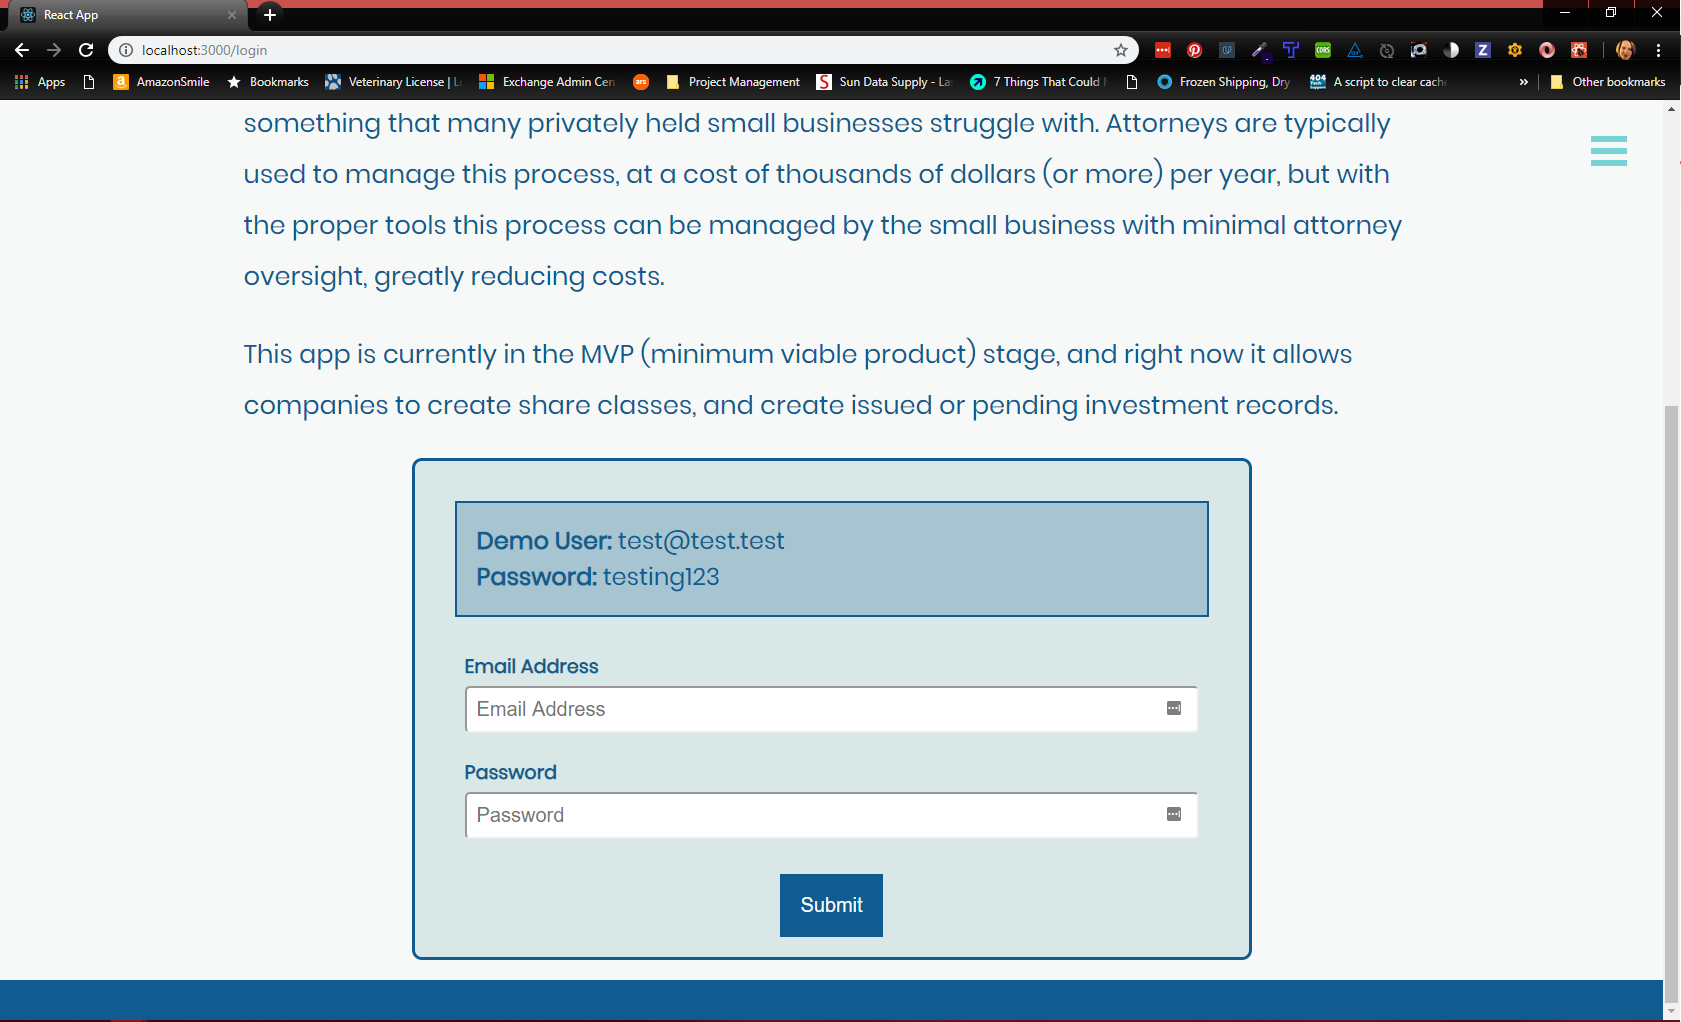 React App
localhost:3000/login
Apps
AmazonSmile
Bookmarks
Veterinary License | L
Exchange Admin Cen
ars
Project Management
S
Sun Data Supply - La
7 Things That Could
Frozen Shipping, Dry
404
A script to clear cach
»
Other bookmarks
something that many privately held small businesses struggle with. Attorneys are typically
used to manage this process, at a cost of thousands of dollars (or more) per year, but with
the proper tools this process can be managed by the small business with minimal attorney
oversight, greatly reducing costs.
This app is currently in the MVP (minimum viable product) stage, and right now it allows
companies to create share classes, and create issued or pending investment records.
Demo User: test@test.test
Password: testing123
Email Address
Email Address
Password
Password
Submit